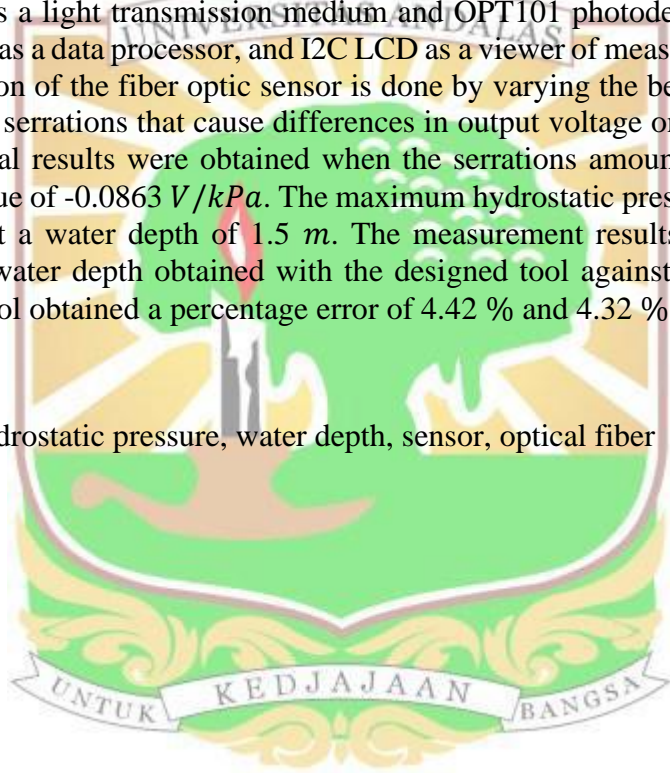 s a light transmission medium and OPT101 photode
UNIVERSITAS ANDALAS
as a data processor, and I2C LCD as a viewer of meas
on of the fiber optic sensor is done by varying the be
serrations that cause differences in output voltage or
al results were obtained when the serrations amoun
ue of -0.0863 V/kPa. The maximum hydrostatic pres
t a water depth of 1.5 m. The measurement results
water depth obtained with the designed tool against
ol obtained a percentage error of 4.42 % and 4.32 %
drostatic pressure, water depth, sensor, optical fiber
UNTUK KEDJAJAAN BANGSA